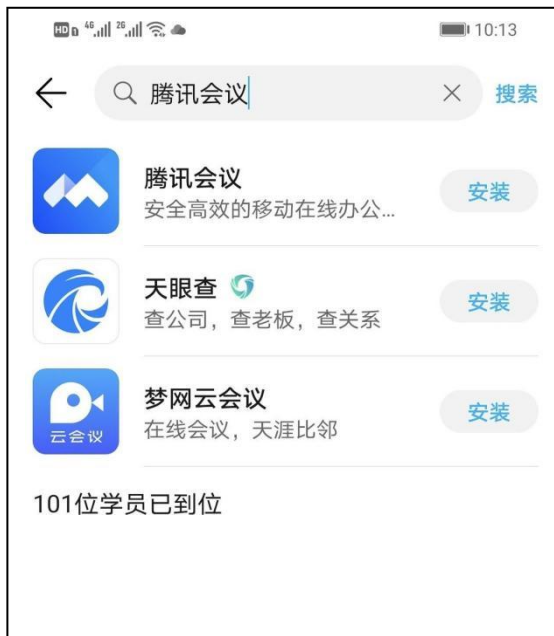 HD 4G 2G 10:13
腾讯会议 搜索
腾讯会议
安全高效的移动在线办公...
安装
天眼查
查公司，查老板，查关系
安装
云会议
梦网云会议
在线会议，天涯比邻
安装
101位学员已到位